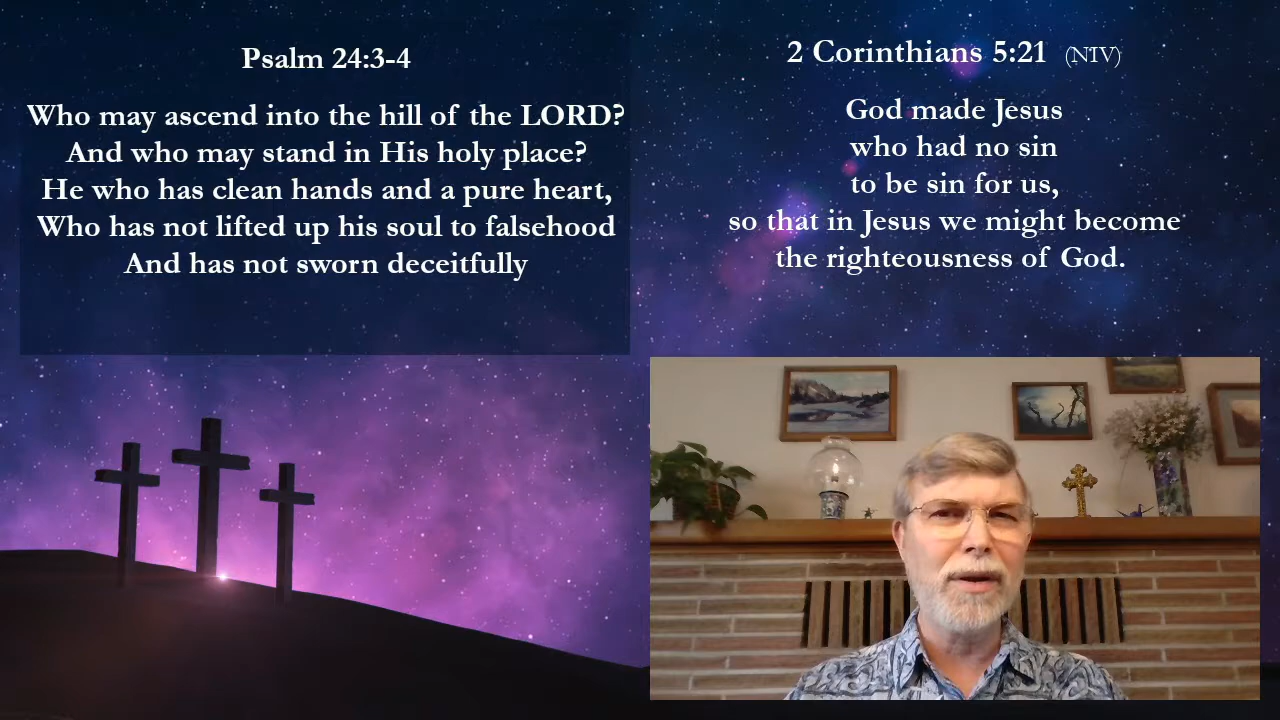 Psalm 24:3-4
Who may ascend into the hill of the LORD?
And who may stand in His holy place?
He who has clean hands and a pure heart,
Who has not lifted up his soul to falsehood
And has not sworn deceitfully
2 Corinthians 5:21 (NIV)
God made Jesus
who had no sin
to be sin for us,
so that in Jesus we might become
the righteousness of God.